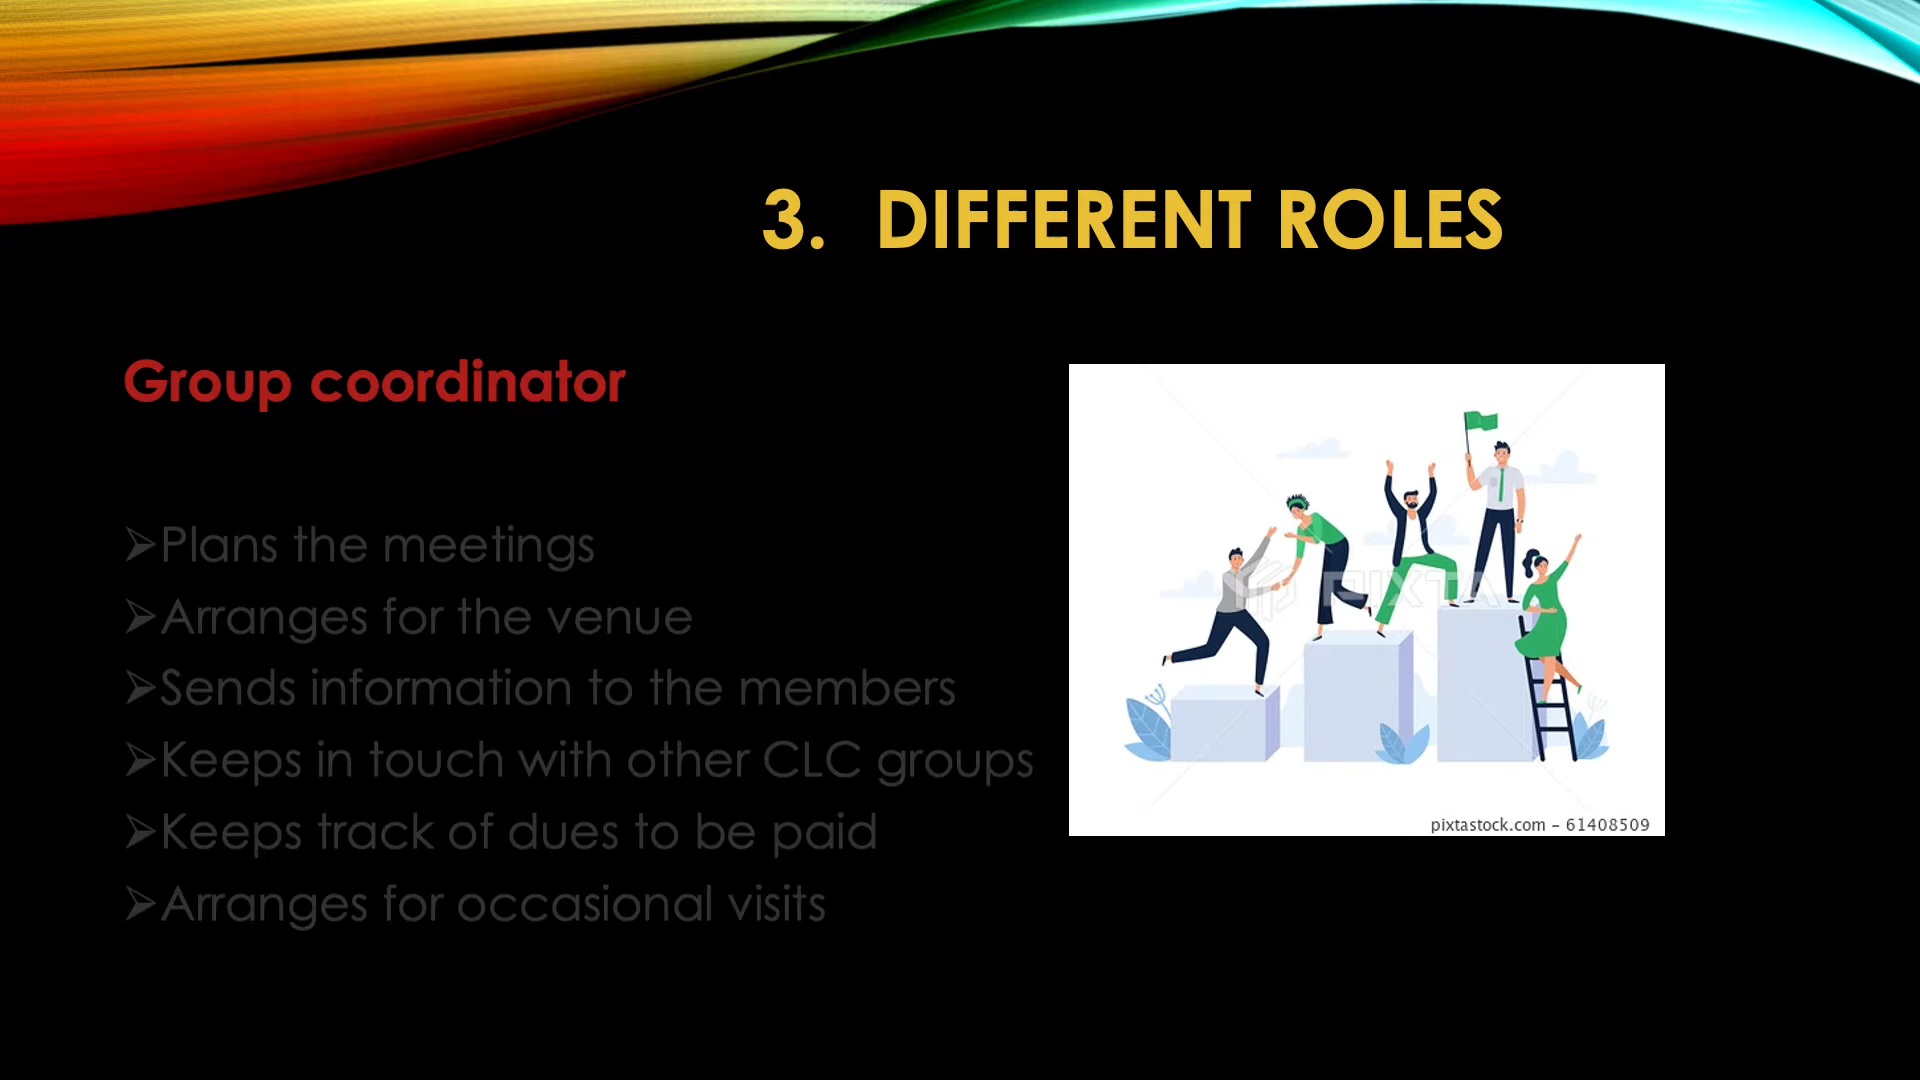 3. DIFFERENT ROLES
Group coordinator
➢Plans the meetings
➢Arranges for the venue
➢Sends information to the members
➢Keeps in touch with other CLC groups
➢Keeps track of dues to be paid
➢Arranges for occasional visits
PIXTA
pixtastock.com - 61408509